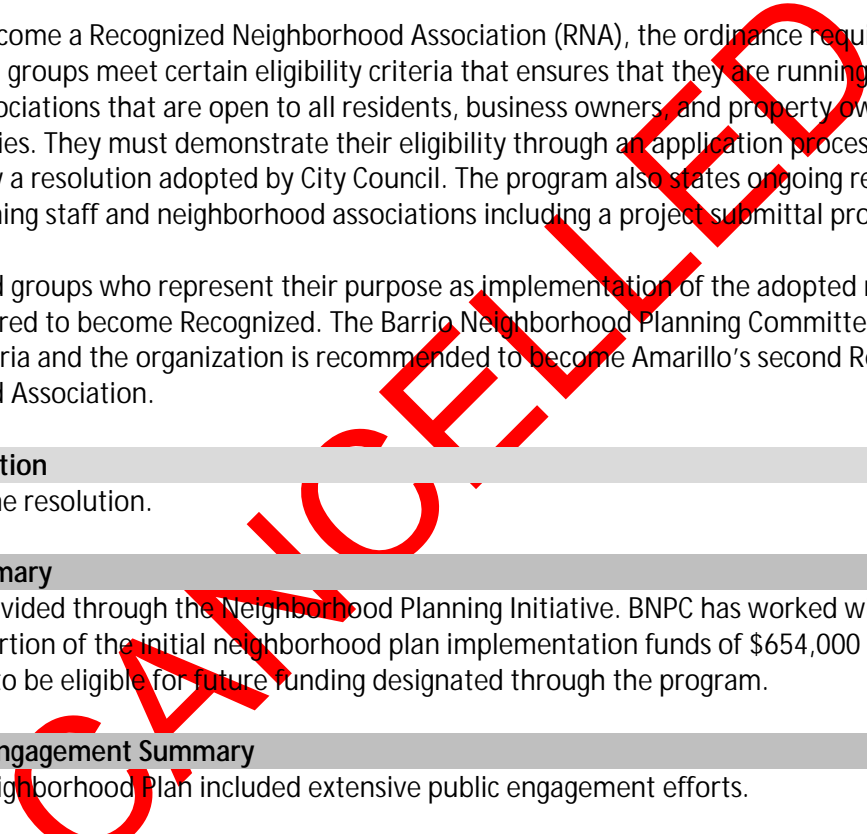 come a Recognized Neighborhood Association (RNA), the ordinance requ
groups meet certain eligibility criteria that ensures that they are running
ociations that are open to all residents, business owners, and property ow
ies. They must demonstrate their eligibility through an application proces
y a resolution adopted by City Council. The program also states ongoing re
ning staff and neighborhood associations including a project submittal pro
d groups who represent their purpose as implementation of the adopted n
red to become Recognized. The Barrio Neighborhood Planning Committe
ria and the organization is recommended to become Amarillo's second Re
d Association.
tion
ne resolution.
mary
vided through the Neighborhood Planning Initiative. BNPC has worked w
rtion of the initial neighborhood plan implementation funds of $654,000
to be eligible for future funding designated through the program.
ngagement Summary
ighborhood Plan included extensive public engagement efforts.
CANCELLED